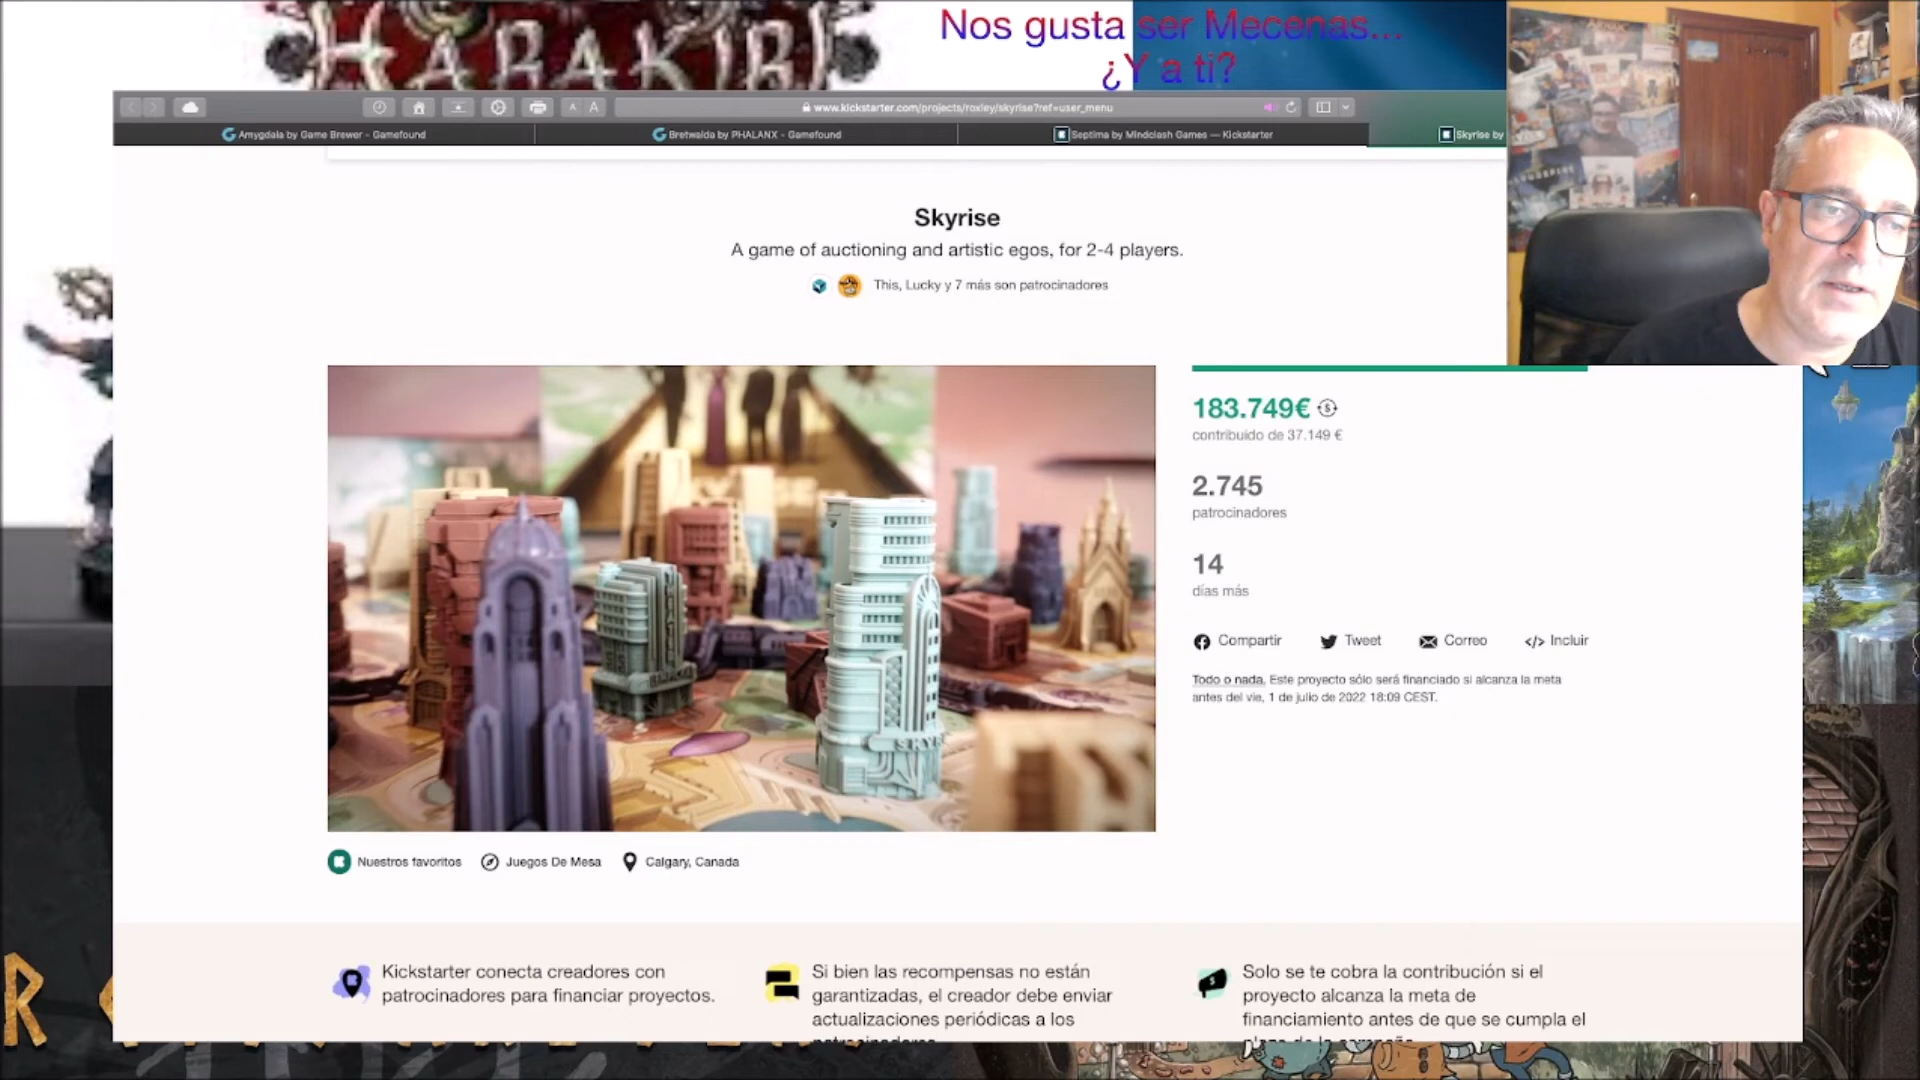 HARAKIRI
Nos gusta ser Mecenas...
¿Y a ti?
A A
www.kickstarter.com/projects/roxley/skyrise?ref=user_menu
Amygdala by Game Brewer - Gamefound
Bretwalda by PHALANX - Gamefound
Septima by Mindclash Games — Kickstarter
Skyrise by
Skyrise
A game of auctioning and artistic egos, for 2-4 players.
This, Lucky y 7 más son patrocinadores
183.749€
contribuido de 37.149 €
2.745
patrocinadores
14
días más
Compartir
Tweet
Correo
</> Incluir
Todo o nada. Este proyecto sólo será financiado si alcanza la meta
antes del vie, 1 de julio de 2022 18:09 CEST.
Nuestros favoritos
Juegos De Mesa
Calgary, Canada
Kickstarter conecta creadores con
patrocinadores para financiar proyectos.
Si bien las recompensas no están
garantizadas, el creador debe enviar
actualizaciones periódicas a los
patrocinadores.
Solo se te cobra la contribución si el
proyecto alcanza la meta de
financiamiento antes de que se cumpla el
plazo de la campaña.